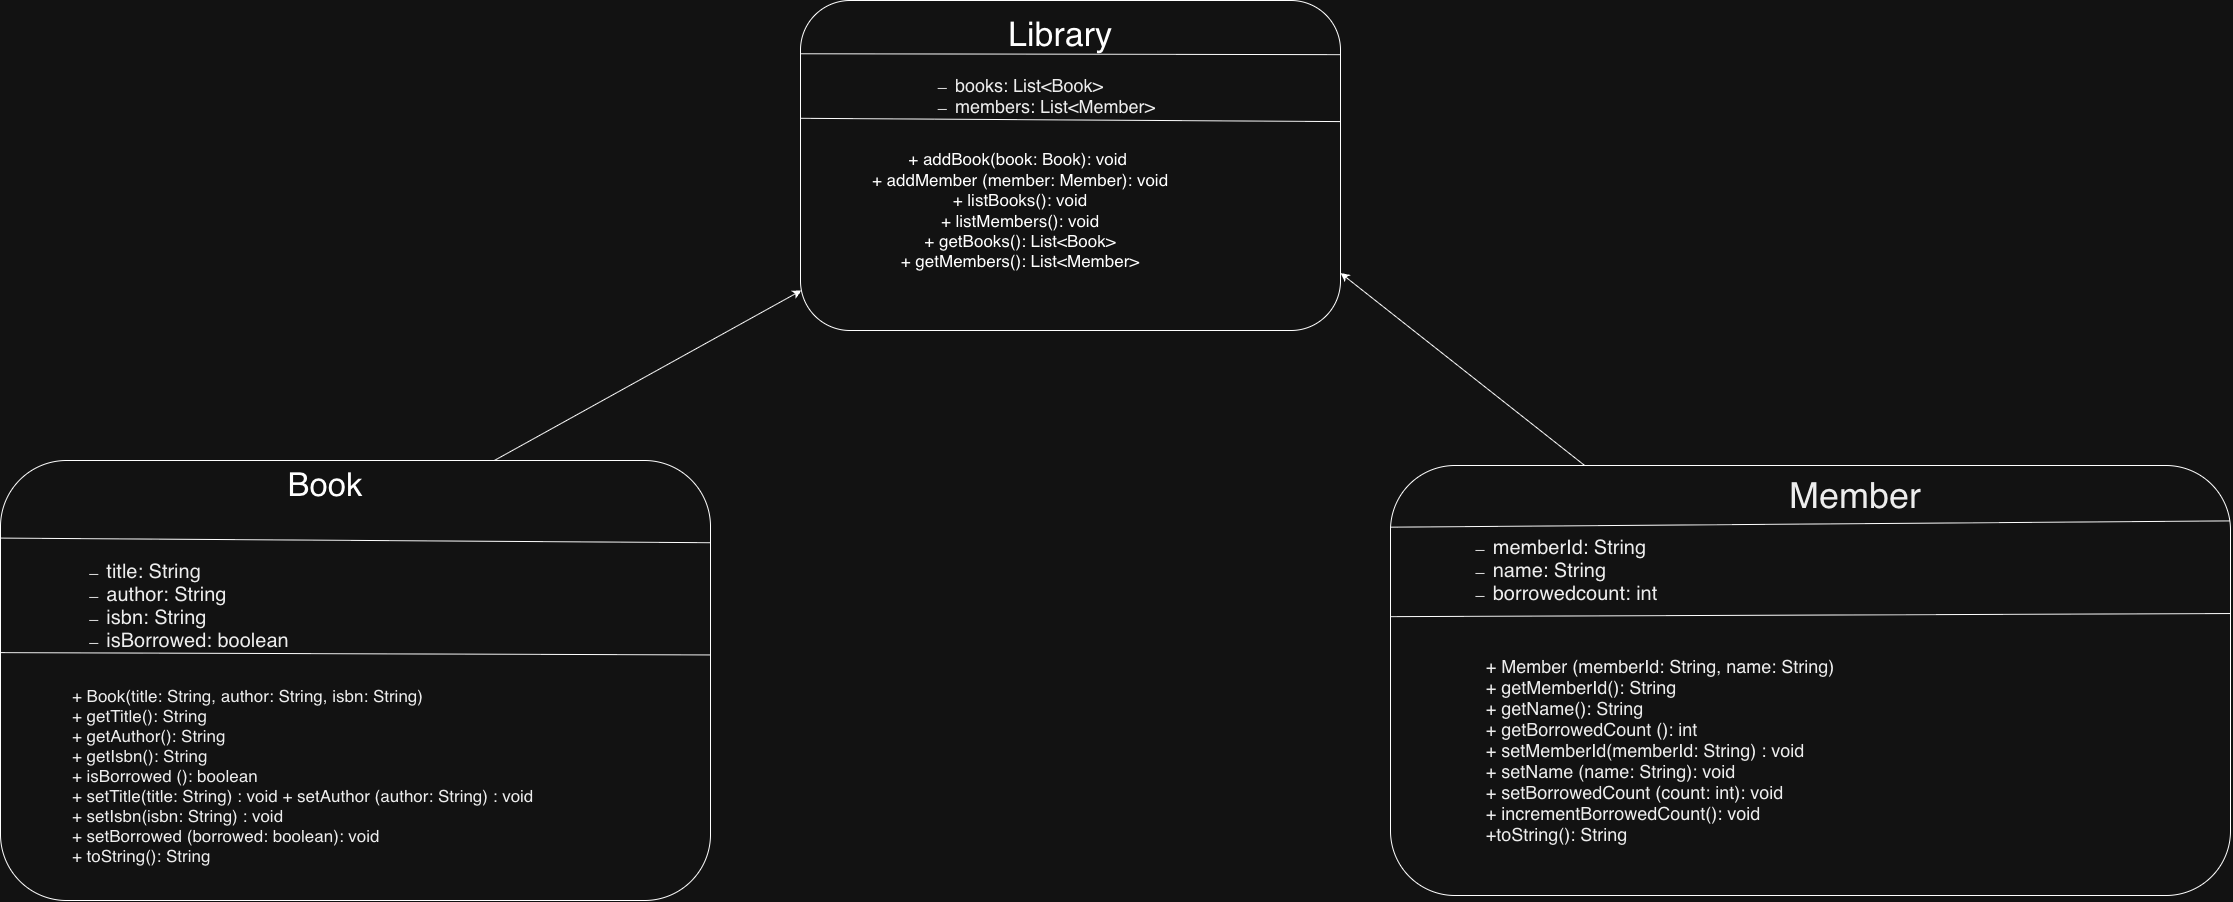 Library
– books: List<Book>
– members: List<Member>
+ addBook(book: Book): void
+ addMember (member: Member): void
+ listBooks(): void
+ listMembers(): void
+ getBooks(): List<Book>
+ getMembers(): List<Member>
Book
– title: String
– author: String
– isbn: String
– isBorrowed: boolean
+ Book(title: String, author: String, isbn: String)
+ getTitle(): String
+ getAuthor(): String
+ getIsbn(): String
+ isBorrowed (): boolean
+ setTitle(title: String) : void + setAuthor (author: String) : void
+ setIsbn(isbn: String) : void
+ setBorrowed (borrowed: boolean): void
+ toString(): String
Member
– memberId: String
– name: String
– borrowedcount: int
+ Member (memberId: String, name: String)
+ getMemberId(): String
+ getName(): String
+ getBorrowedCount (): int
+ setMemberId(memberId: String) : void
+ setName (name: String): void
+ setBorrowedCount (count: int): void
+ incrementBorrowedCount(): void
+toString(): String